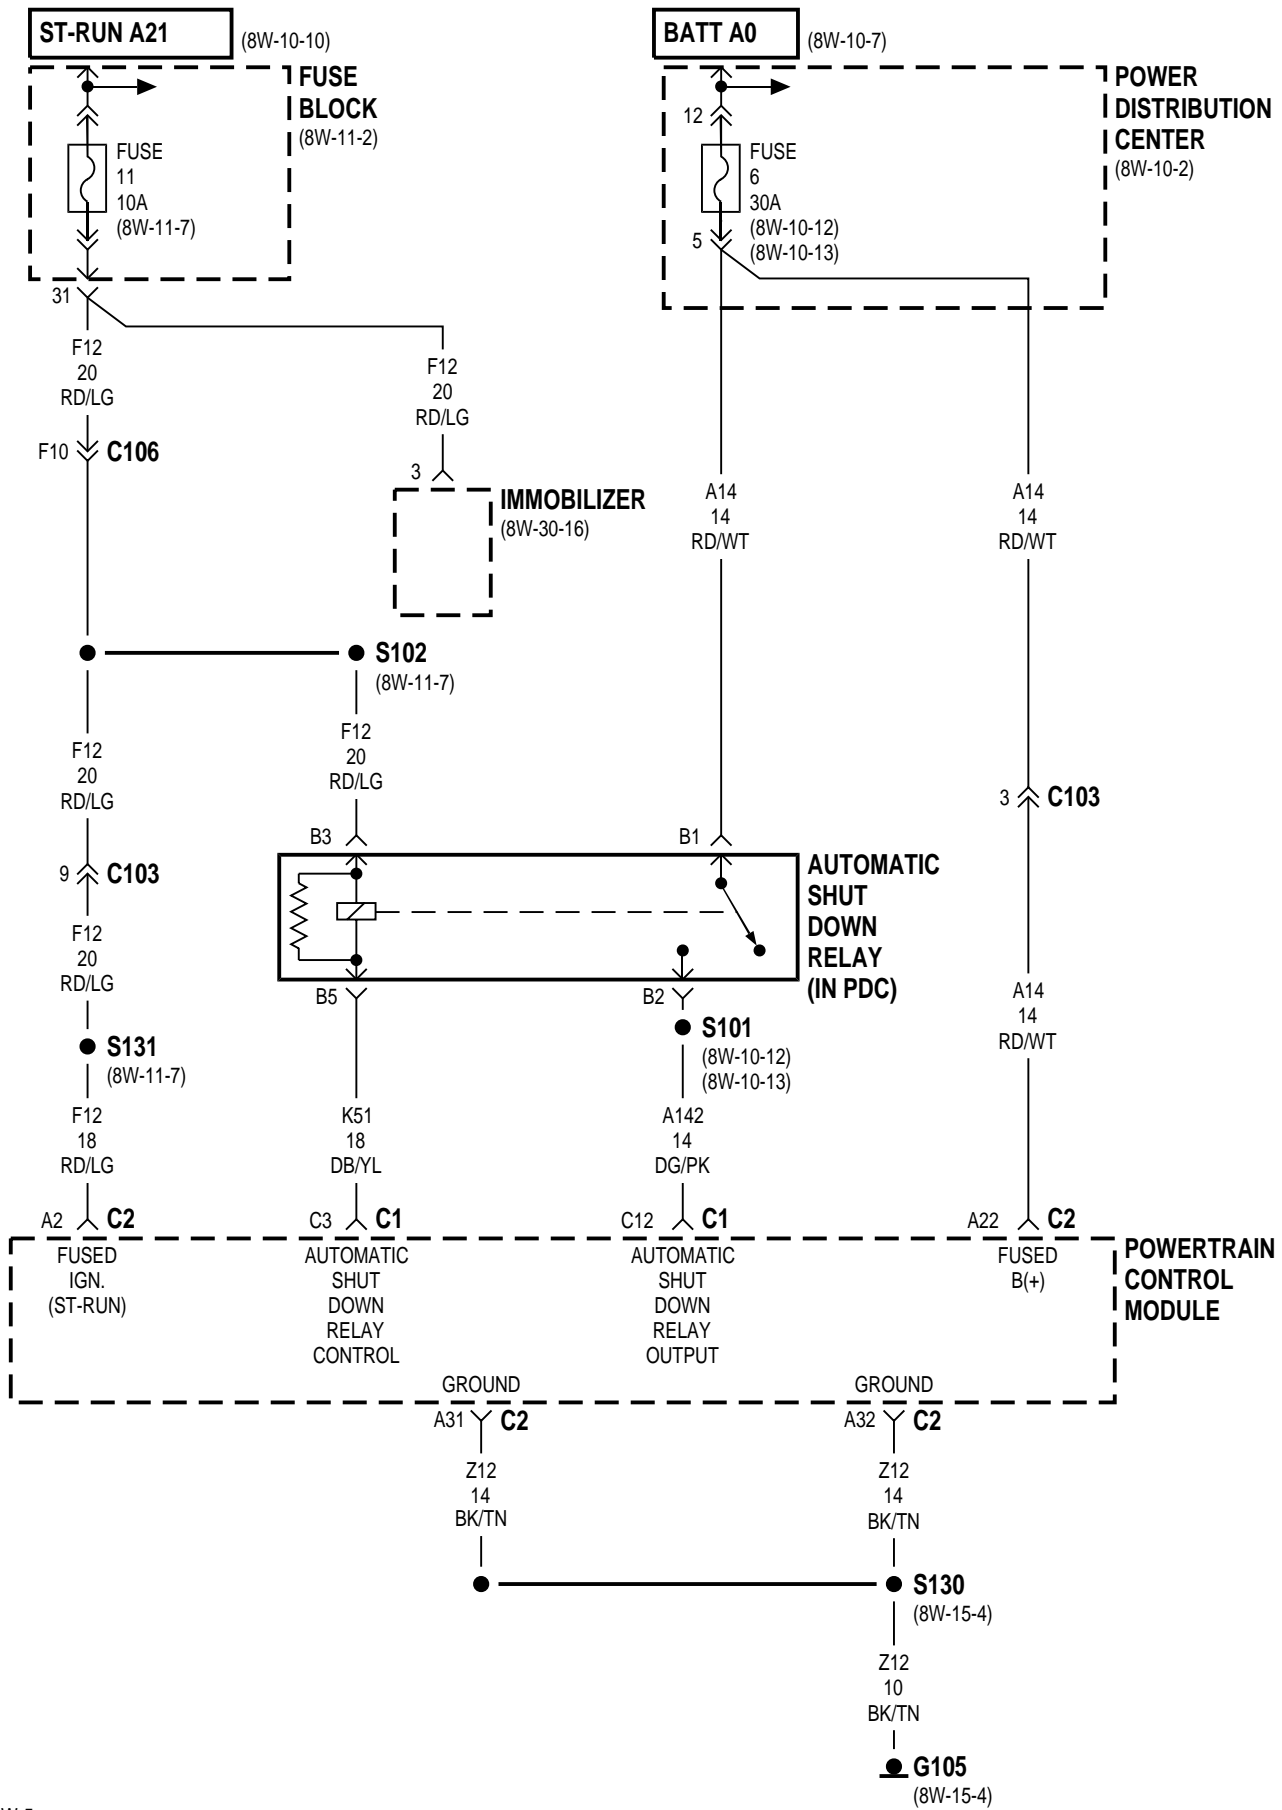 ST-RUN A21
(8W-10-10)
BATT A0
(8W-10-7)
FUSE
BLOCK
(8W-11-2)
FUSE
11
10A
(8W-11-7)
POWER
DISTRIBUTION
CENTER
(8W-10-2)
12
FUSE
6
30A
(8W-10-12)
(8W-10-13)
5
31
F12
20
RD/LG
F12
20
RD/LG
F10
C106
3
IMMOBILIZER
(8W-30-16)
A14
14
RD/WT
A14
14
RD/WT
S102
(8W-11-7)
F12
20
RD/LG
F12
20
RD/LG
3
C103
B3
B1
9
C103
AUTOMATIC
SHUT
DOWN
RELAY
(IN PDC)
F12
20
RD/LG
B5
B2
A14
14
RD/WT
S101
(8W-10-12)
(8W-10-13)
S131
(8W-11-7)
F12
18
RD/LG
K51
18
DB/YL
A142
14
DG/PK
A2
C2
C3
C1
C12
C1
A22
C2
FUSED
IGN.
(ST-RUN)
AUTOMATIC
SHUT
DOWN
RELAY
CONTROL
AUTOMATIC
SHUT
DOWN
RELAY
OUTPUT
FUSED
B(+)
POWERTRAIN
CONTROL
MODULE
GROUND
GROUND
A31
C2
A32
C2
Z12
14
BK/TN
Z12
14
BK/TN
S130
(8W-15-4)
Z12
10
BK/TN
G105
(8W-15-4)